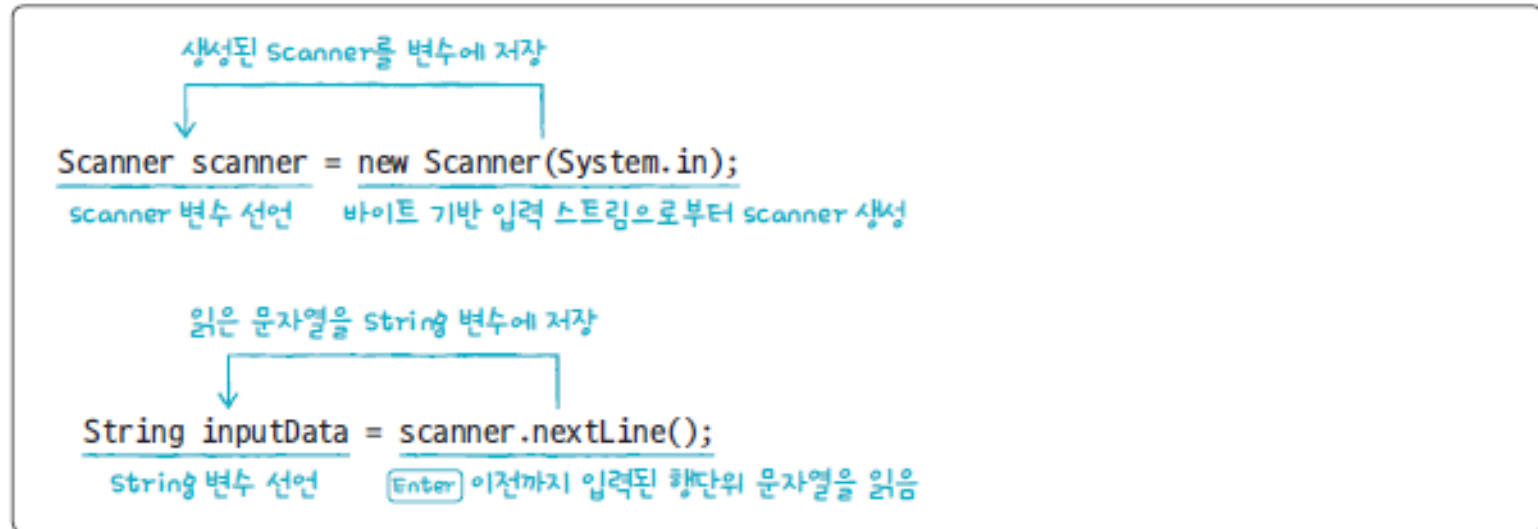 생성된 Scanner를 변수에 저장
Scanner scanner = new Scanner(System.in);
scanner 변수 선언 바이트 기반 입력 스트림으로부터 scanner 생성
읽은 문자열을 String 변수에 저장
String inputData = scanner.nextLine();
String 변수 선언 Enter 이전까지 입력된 행단위 문자열을 읽음